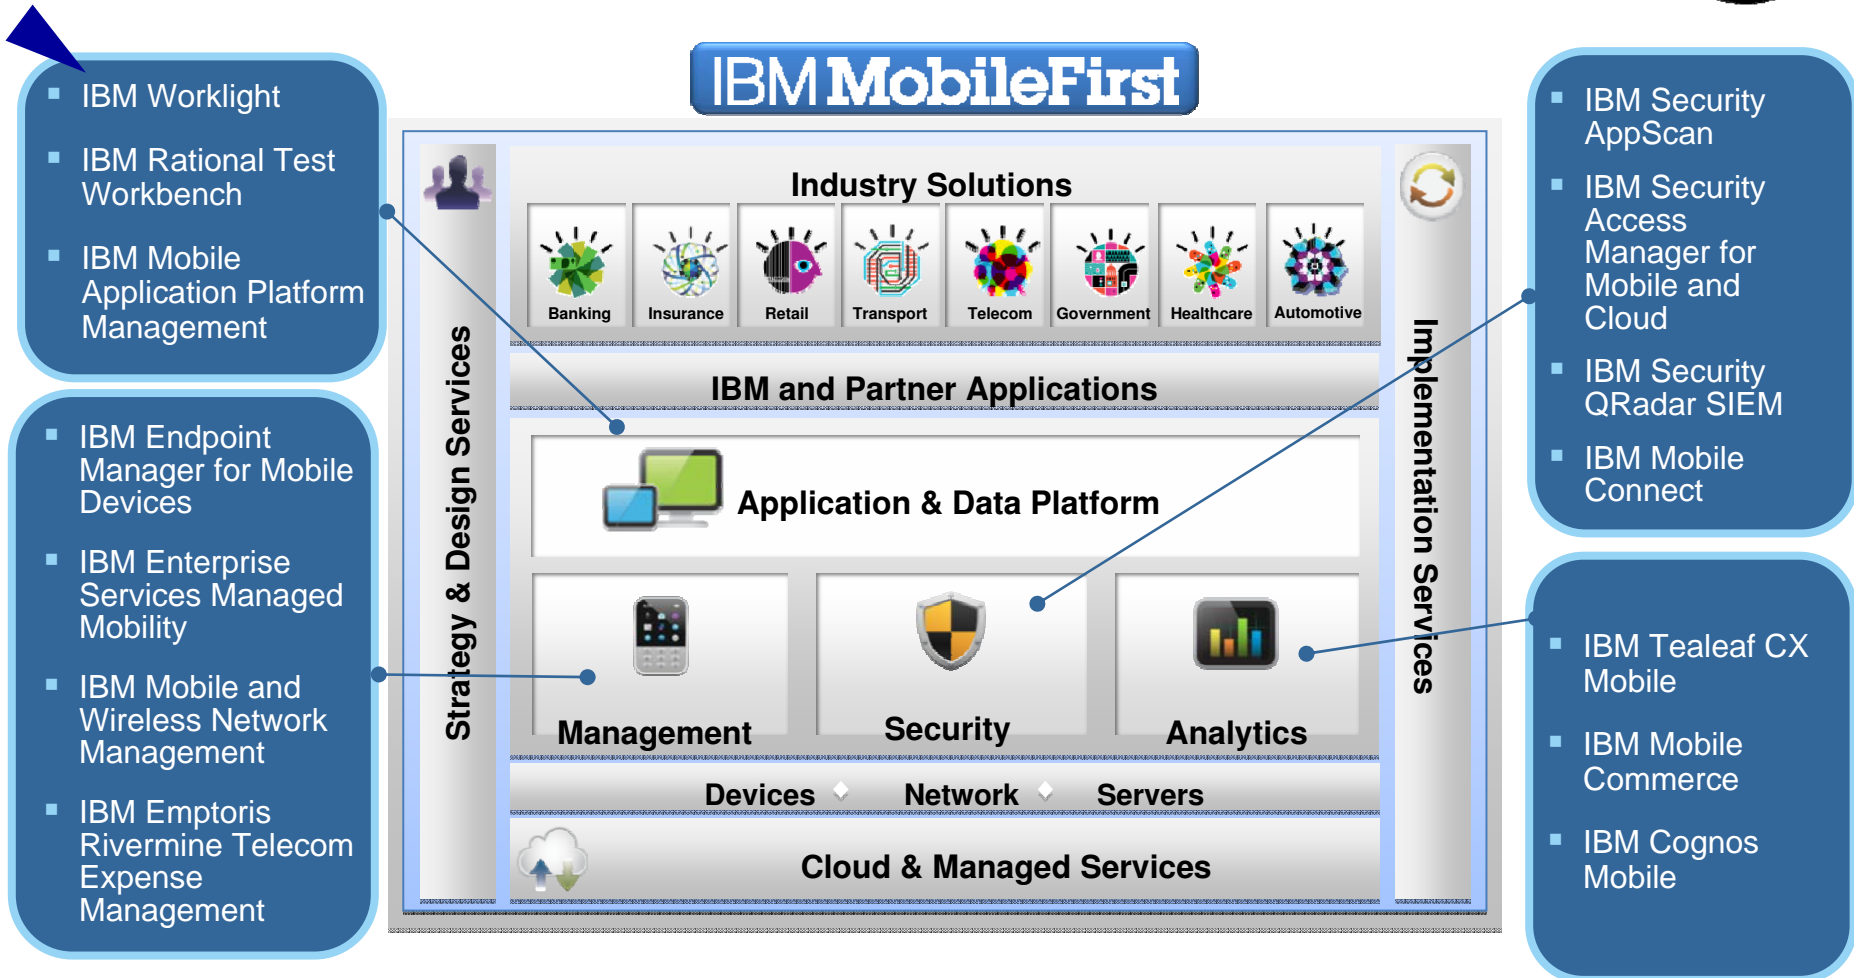 IBM MobileFirst
IBM Worklight
IBM Rational Test
Workbench
IBM Mobile
Application Platform
Management
IBM Endpoint
Manager for Mobile
Devices
IBM Enterprise
Services Managed
Mobility
IBM Mobile and
Wireless Network
Management
IBM Emptoris
Rivermine Telecom
Expense
Management
Strategy & Design Services
Industry Solutions
Banking
Insurance
Retail
Transport
Telecom
Government
Healthcare
Automotive
IBM and Partner Applications
Application & Data Platform
Management
Security
Analytics
Devices Network Servers
Cloud & Managed Services
Implementation Services
IBM Security
AppScan
IBM Security
Access
Manager for
Mobile and
Cloud
IBM Security
QRadar SIEM
IBM Mobile
Connect
IBM Tealeaf CX
Mobile
IBM Mobile
Commerce
IBM Cognos
Mobile